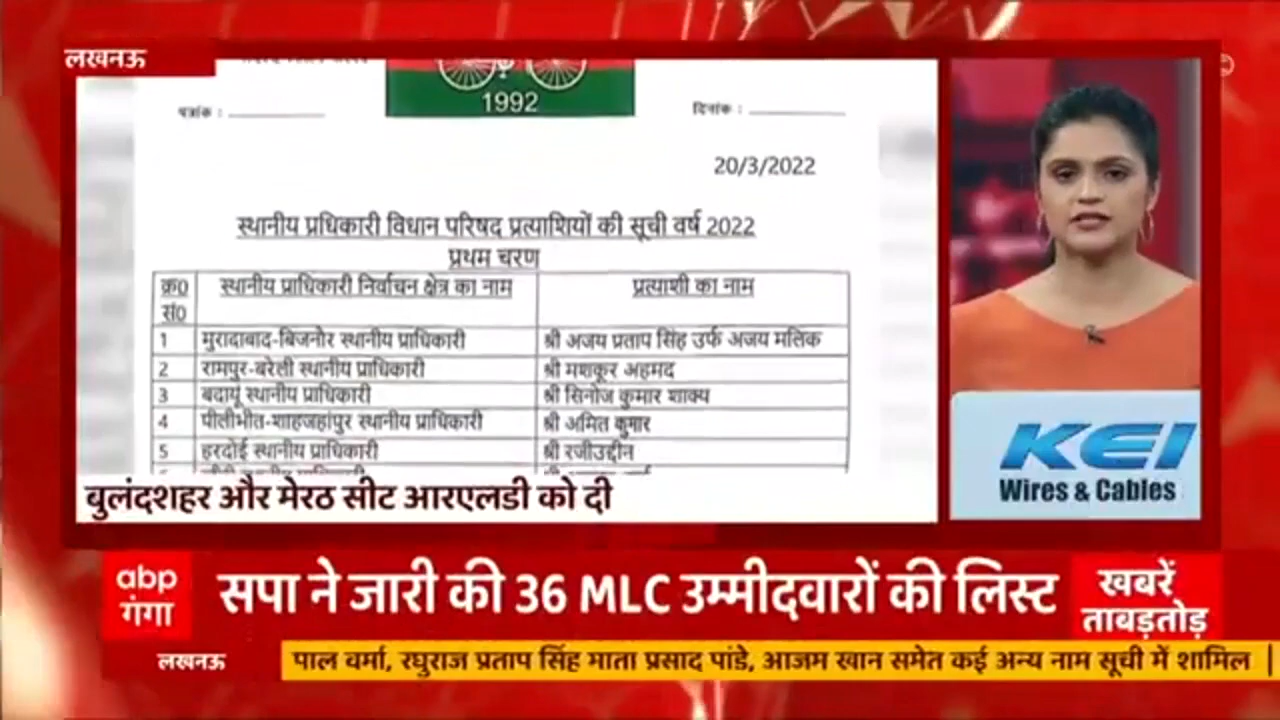 लखनऊ
1992
पत्रांक :
दिनांक :
20/3/2022
स्थानीय प्राधिकारी विधान परिषद प्रत्याशियों की सूची वर्ष 2022
प्रथम चरण
क्र0 सं0 स्थानीय प्राधिकारी निर्वाचन क्षेत्र का नाम प्रत्याशी का नाम
1 मुरादाबाद-बिजनौर स्थानीय प्राधिकारी श्री अजय प्रताप सिंह उर्फ अजय मलिक
2 रामपुर-बरेली स्थानीय प्राधिकारी श्री मशकूर अहमद
3 बदायूं स्थानीय प्राधिकारी श्री सिनोज कुमार शाक्य
4 पीलीभीत-शाहजहांपुर स्थानीय प्राधिकारी श्री अमित कुमार
5 हरदोई स्थानीय प्राधिकारी श्री रजीउद्दीन
बुलंदशहर और मेरठ सीट आरएलडी को दी
KEI
Wires & Cables
abp
गंगा
सपा ने जारी की 36 MLC उम्मीदवारों की लिस्ट
खबरें
ताबड़तोड़
लखनऊ
पाल वर्मा, रघुराज प्रताप सिंह माता प्रसाद पांडे, आजम खान समेत कई अन्य नाम सूची में शामिल |